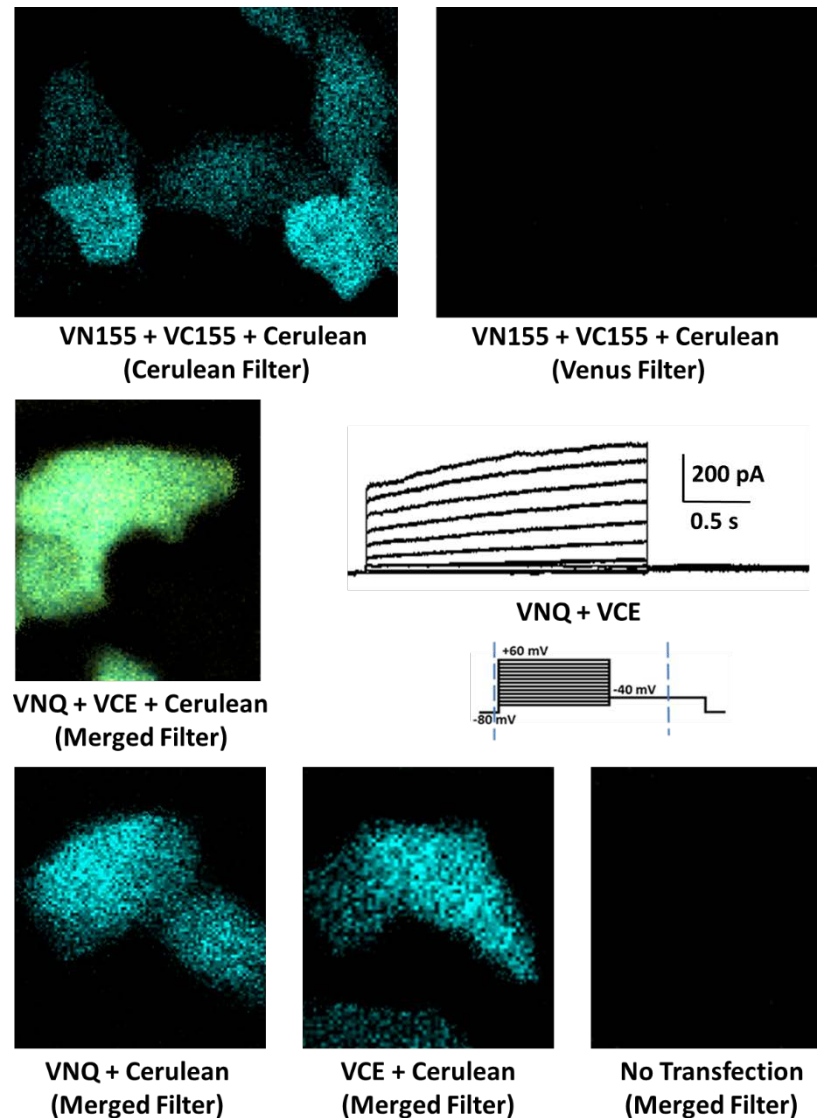 VN155 + VC155 + Cerulean
(Cerulean Filter)
VN155 + VC155 + Cerulean
(Venus Filter)
200 pA
0.5 s
VNQ + VCE
+60 mV
-40 mV
-80 mV
VNQ + VCE + Cerulean
(Merged Filter)
VNQ + Cerulean
(Merged Filter)
VCE + Cerulean
(Merged Filter)
No Transfection
(Merged Filter)